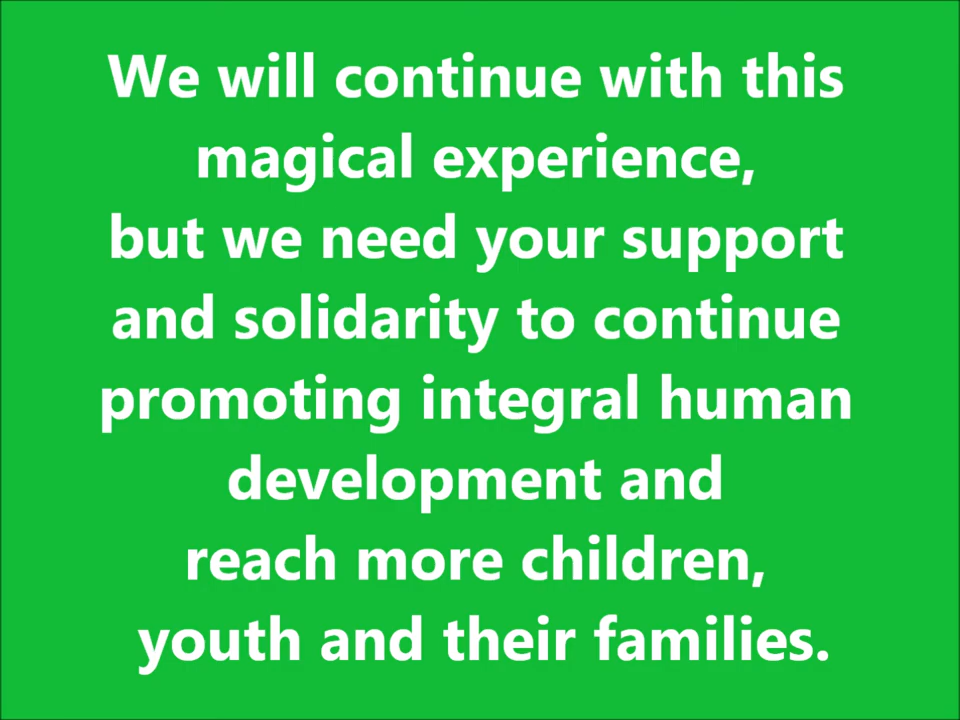 We will continue with this
magical experience,
but we need your support
and solidarity to continue
promoting integral human
development and
reach more children,
youth and their families.